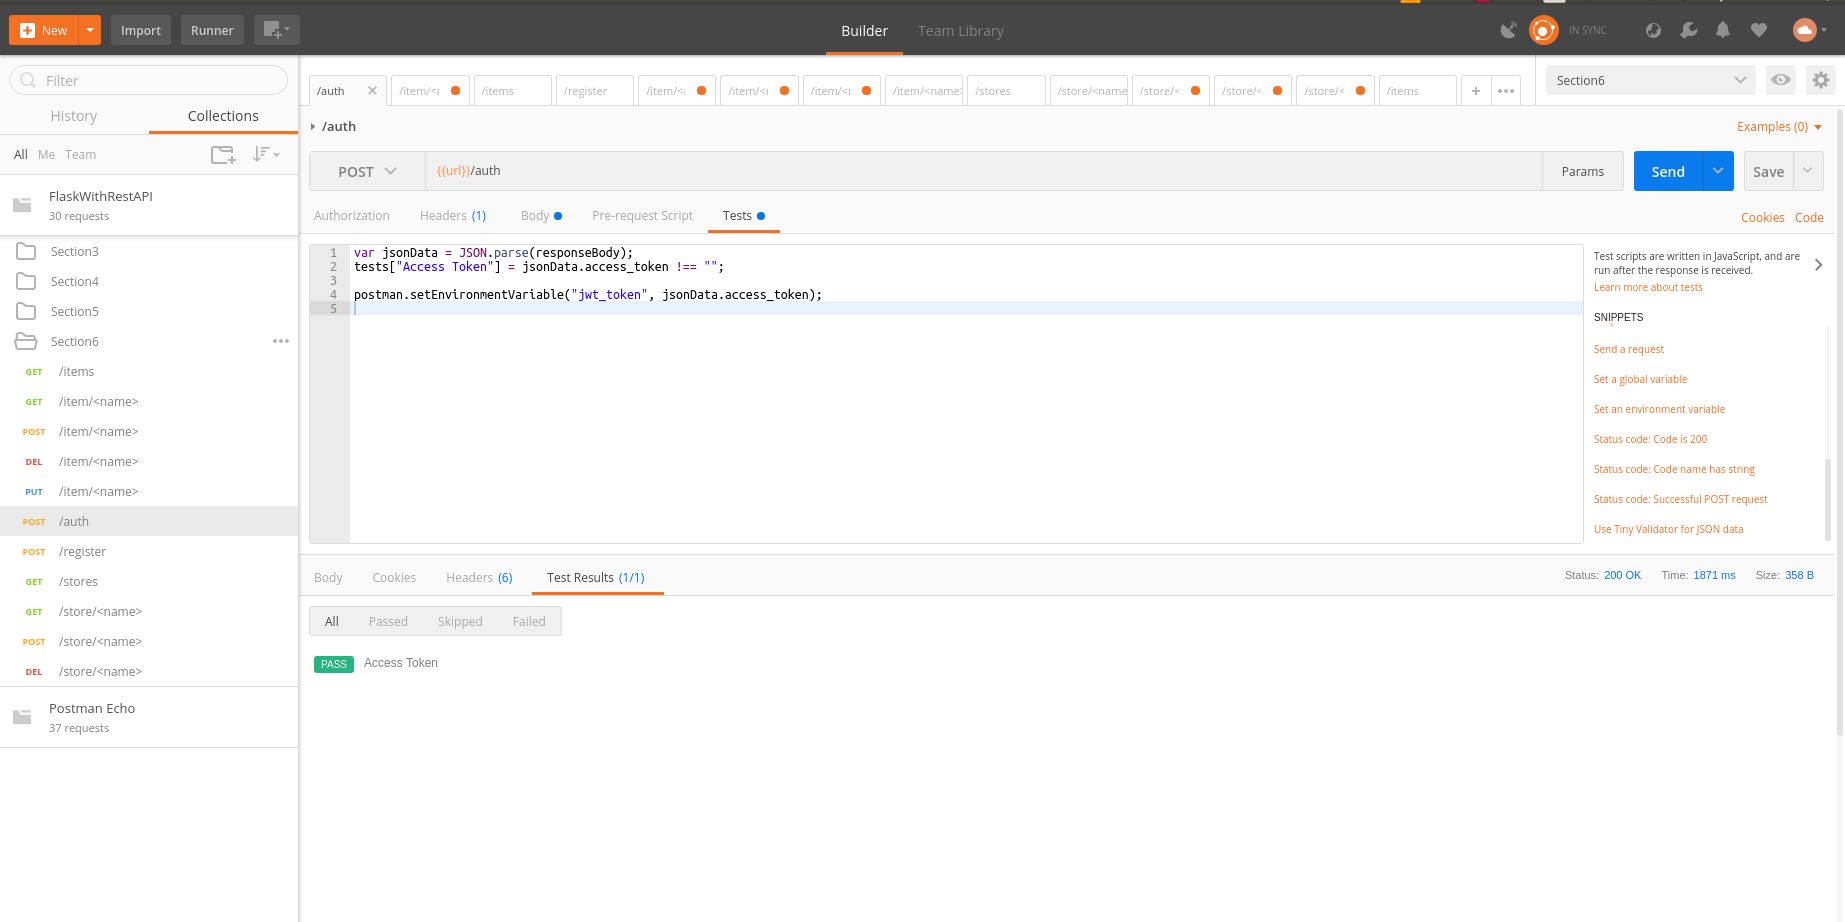 New
Import
Runner
Builder
Team Library
IN SYNC
Filter
History
Collections
All Me Team
FlaskWithRestAPI
30 requests
Section3
Section4
Section5
Section6
GET /items
GET /item/<name>
POST /item/<name>
DEL /item/<name>
PUT /item/<name>
POST /auth
POST /register
GET /stores
GET /store/<name>
POST /store/<name>
DEL /store/<name>
Postman Echo
37 requests
/auth
/item/<
/items
/register
/item/<
/item/<
/item/<
/item/<name>
/stores
/store/<name
/store/<
/store/<
/store/<
/items
Section6
/auth
Examples (0)
POST
{{url}}/auth
Params
Send
Save
Authorization
Headers (1)
Body
Pre-request Script
Tests
Cookies
Code
1 var jsonData = JSON.parse(responseBody);
2 tests["Access Token"] = jsonData.access_token !== "";
3
4 postman.setEnvironmentVariable("jwt_token", jsonData.access_token);
5
Test scripts are written in JavaScript, and are
run after the response is received.
Learn more about tests
SNIPPETS
Send a request
Set a global variable
Set an environment variable
Status code: Code is 200
Status code: Code name has string
Status code: Successful POST request
Use Tiny Validator for JSON data
Body
Cookies
Headers (6)
Test Results (1/1)
Status: 200 OK
Time: 1871 ms
Size: 358 B
All
Passed
Skipped
Failed
PASS Access Token